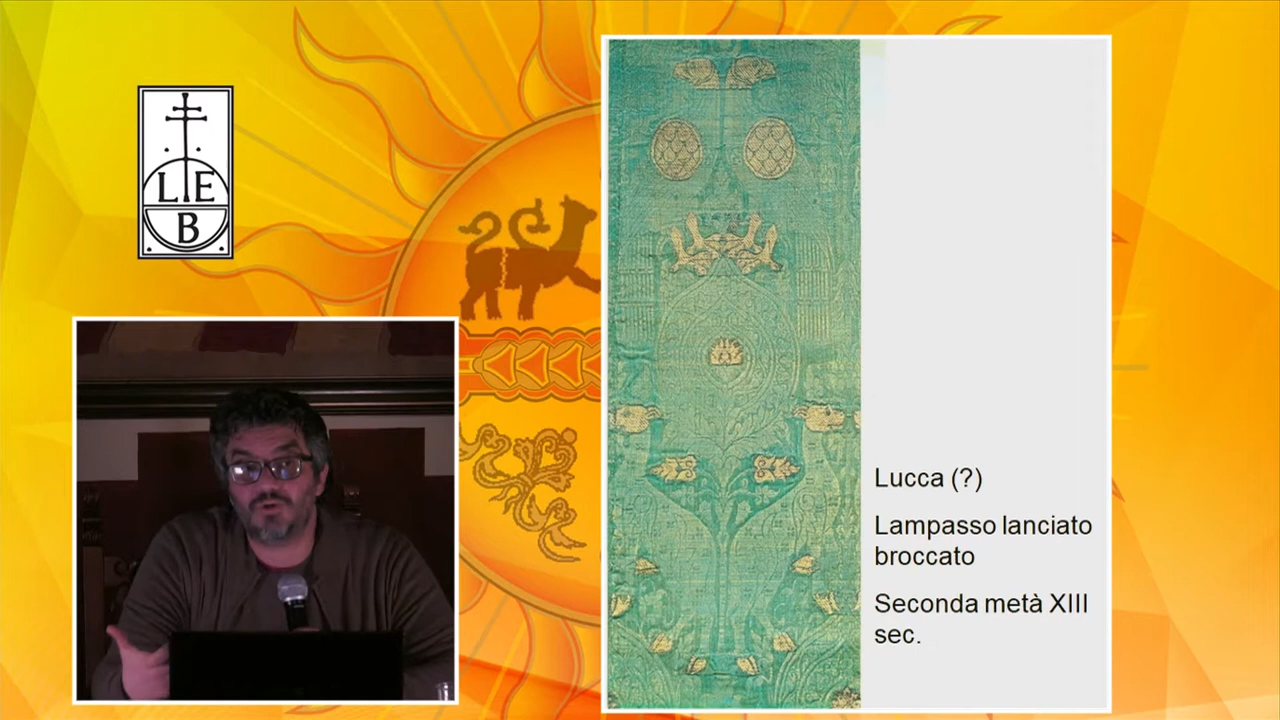 L E
B
Lucca (?)
Lampasso lanciato
broccato
Seconda metà XIII
sec.